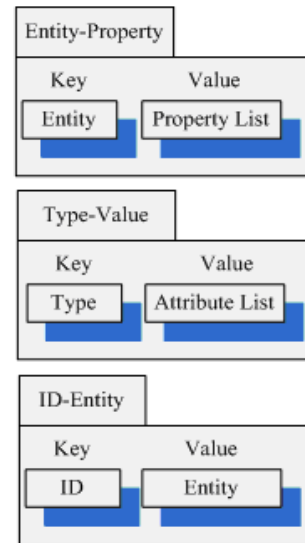 Entity-Property
Key Value
Entity Property List
Type-Value
Key Value
Type Attribute List
ID-Entity
Key Value
ID Entity